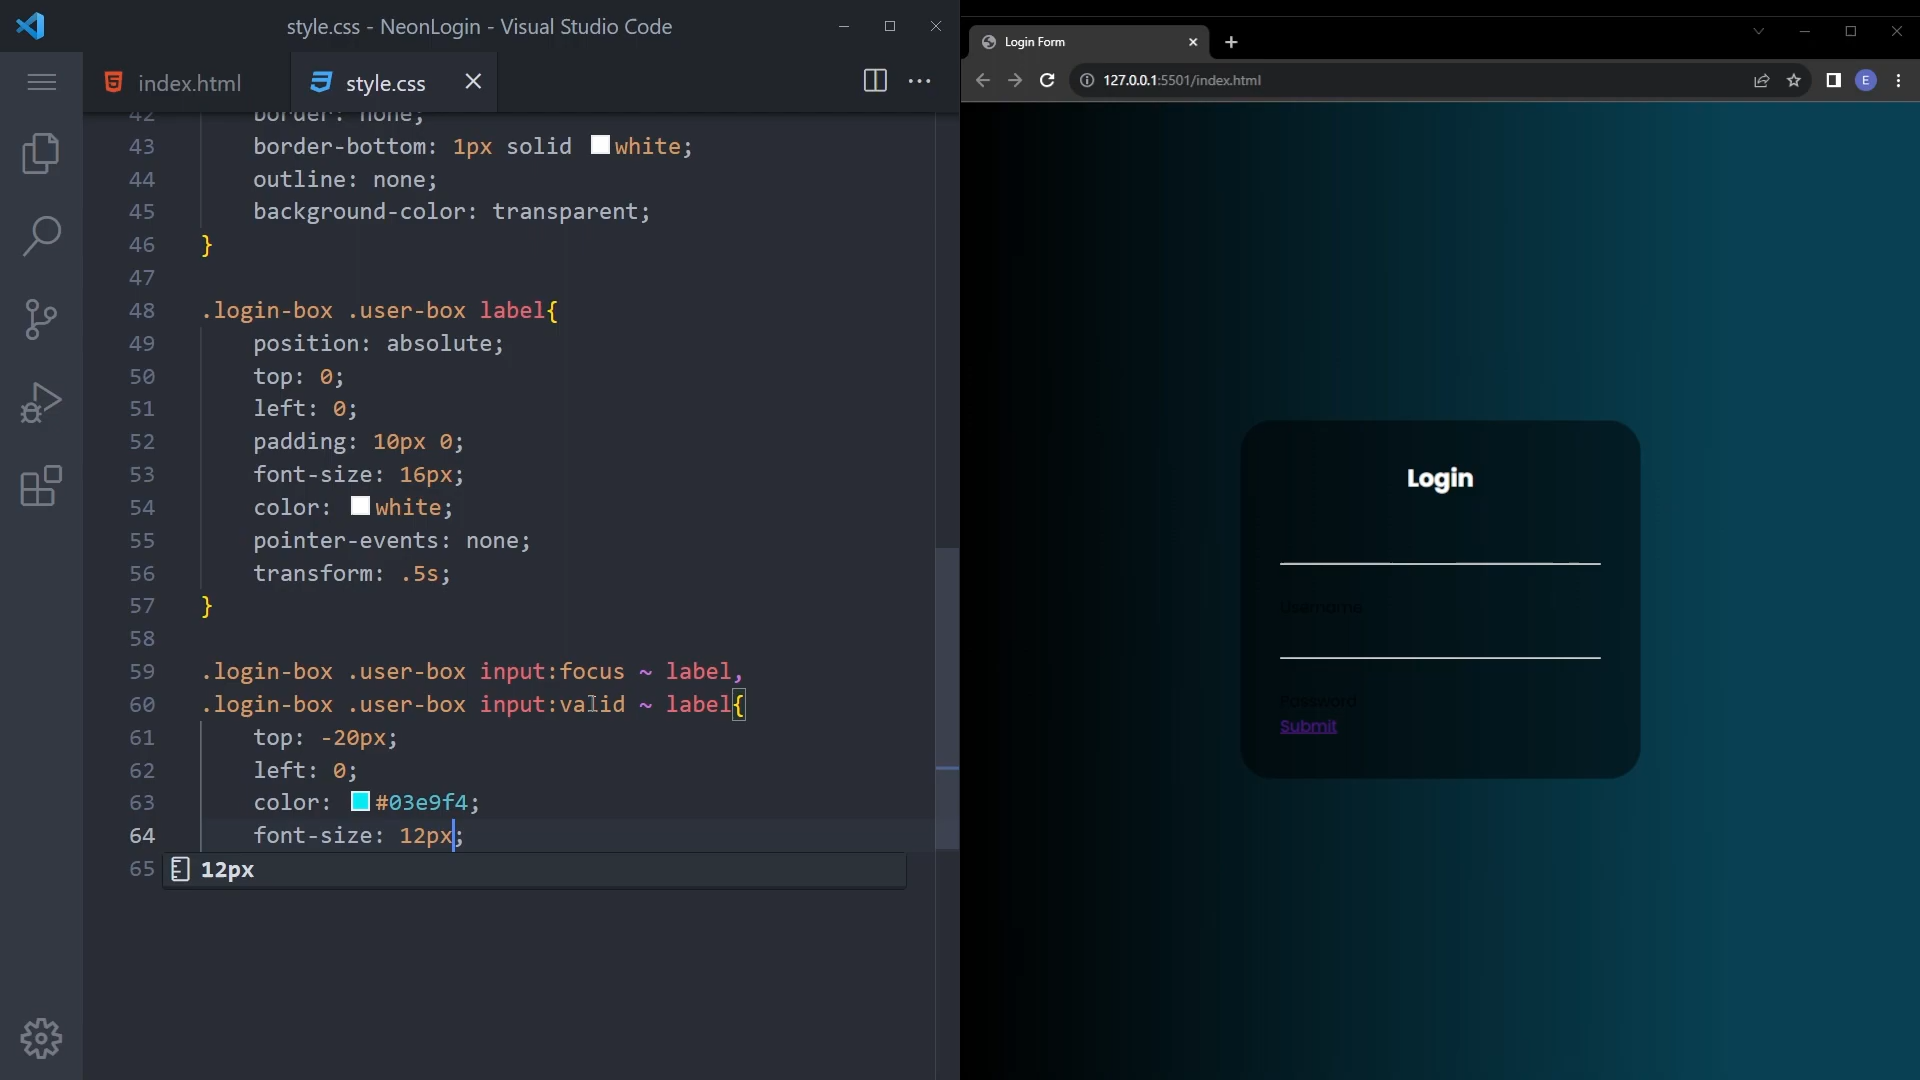 style.css - NeonLogin - Visual Studio Code
index.html
style.css
42 border: none;
43 border-bottom: 1px solid white;
44 outline: none;
45 background-color: transparent;
46 }
47
48 .login-box .user-box label{
49 position: absolute;
50 top: 0;
51 left: 0;
52 padding: 10px 0;
53 font-size: 16px;
54 color: white;
55 pointer-events: none;
56 transform: .5s;
57 }
58
59 .login-box .user-box input:focus ~ label,
60 .login-box .user-box input:valid ~ label{
61 top: -20px;
62 left: 0;
63 color: #03e9f4;
64 font-size: 12px;
65
12px
Login Form
127.0.0.1:5501/index.html
E
Login
Username
Password
Submit